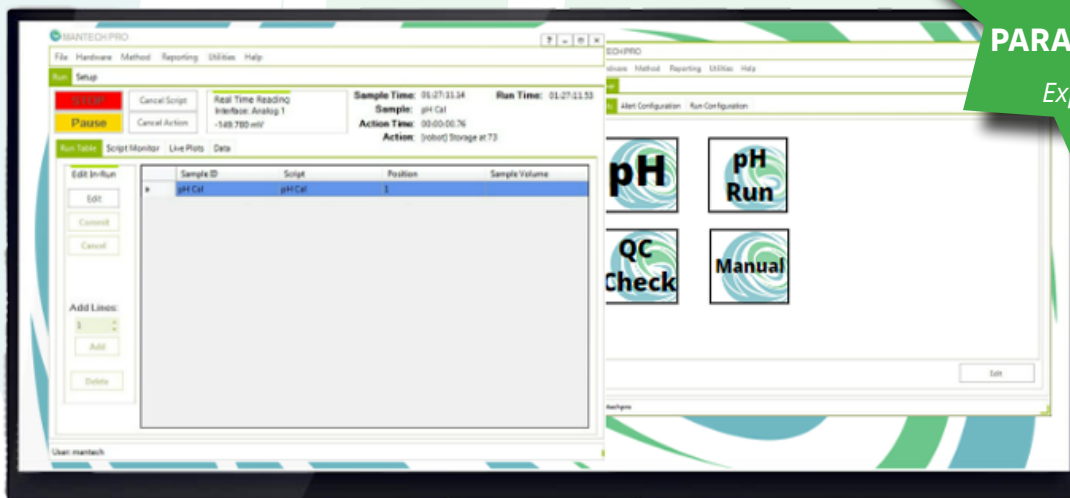 MANTECH PRO
File Hardware Method Reporting Utilities Help
Run Setup
STOP
Pause
Cancel Script
Cancel Action
Real Time Reading
Interface: Analog 1
-149.780 mV
Sample Time: 01:27:11.14
Sample: pH Cal
Action Time: 00:00:00.76
Action: [robot] Storage at 73
Run Time: 01:27:11.53
Run Table Script Monitor Live Plots Data
Edit In-Run
Edit
Commit
Cancel
Add Lines:
1
Add
Delete
Sample ID Script Position Sample Volume
pH Cal pH Cal 1
User: mantech
ECH PRO
Method Reporting Utilities Help
Alert Configuration Run Configuration
pH
pH
Run
QC
Check
Manual
Edit
techpro
PARA
Exp